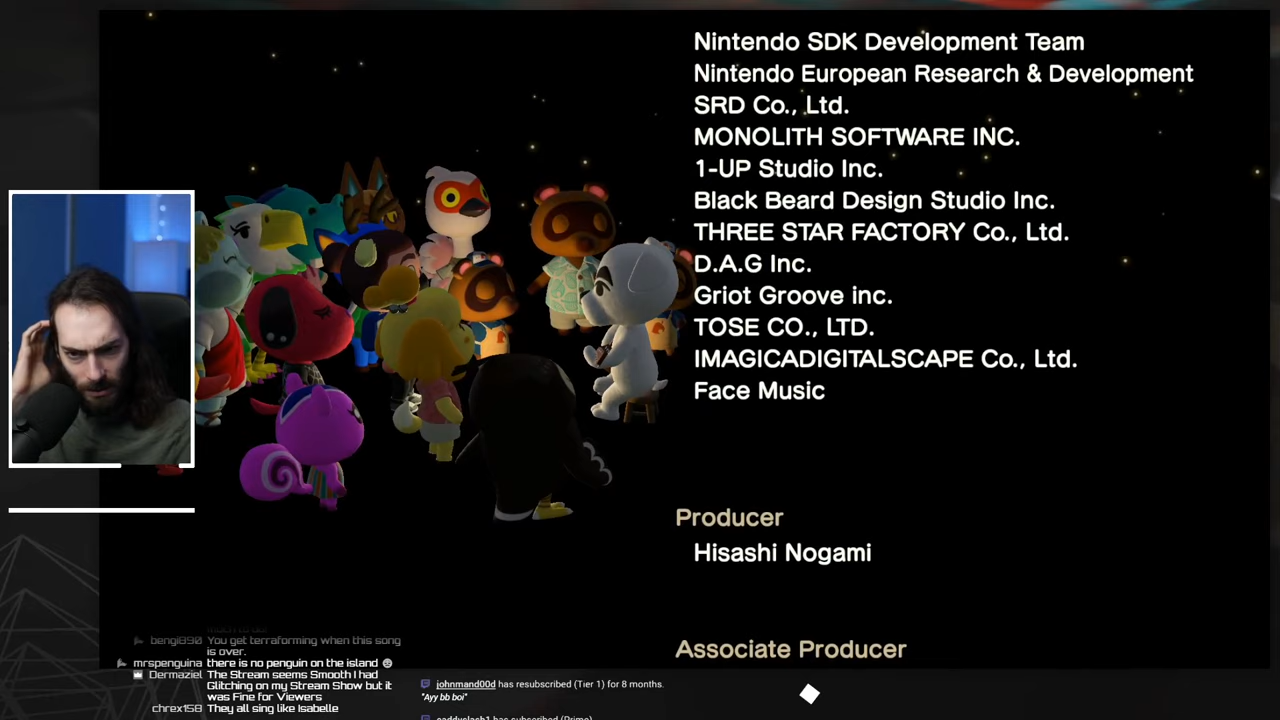 Nintendo SDK Development Team
Nintendo European Research & Development
SRD Co., Ltd.
MONOLITH SOFTWARE INC.
1-UP Studio Inc.
Black Beard Design Studio Inc.
THREE STAR FACTORY Co., Ltd.
D.A.G Inc.
Griot Groove inc.
TOSE CO., LTD.
IMAGICADIGITALSCAPE Co., Ltd.
Face Music
Producer
Hisashi Nogami
Associate Producer
bengi890 You get terraforming when this song
is over.
mrspenguina there is no penguin on the island
Dermaziel The Stream seems Smooth I had
Glitching on my Stream Show but it
was Fine for Viewers
chrex158 They all sing like Isabelle
johnmand00d has resubscribed (Tier 1) for 8 months.
"Ayy bb boi"
has subscribed (Prime)